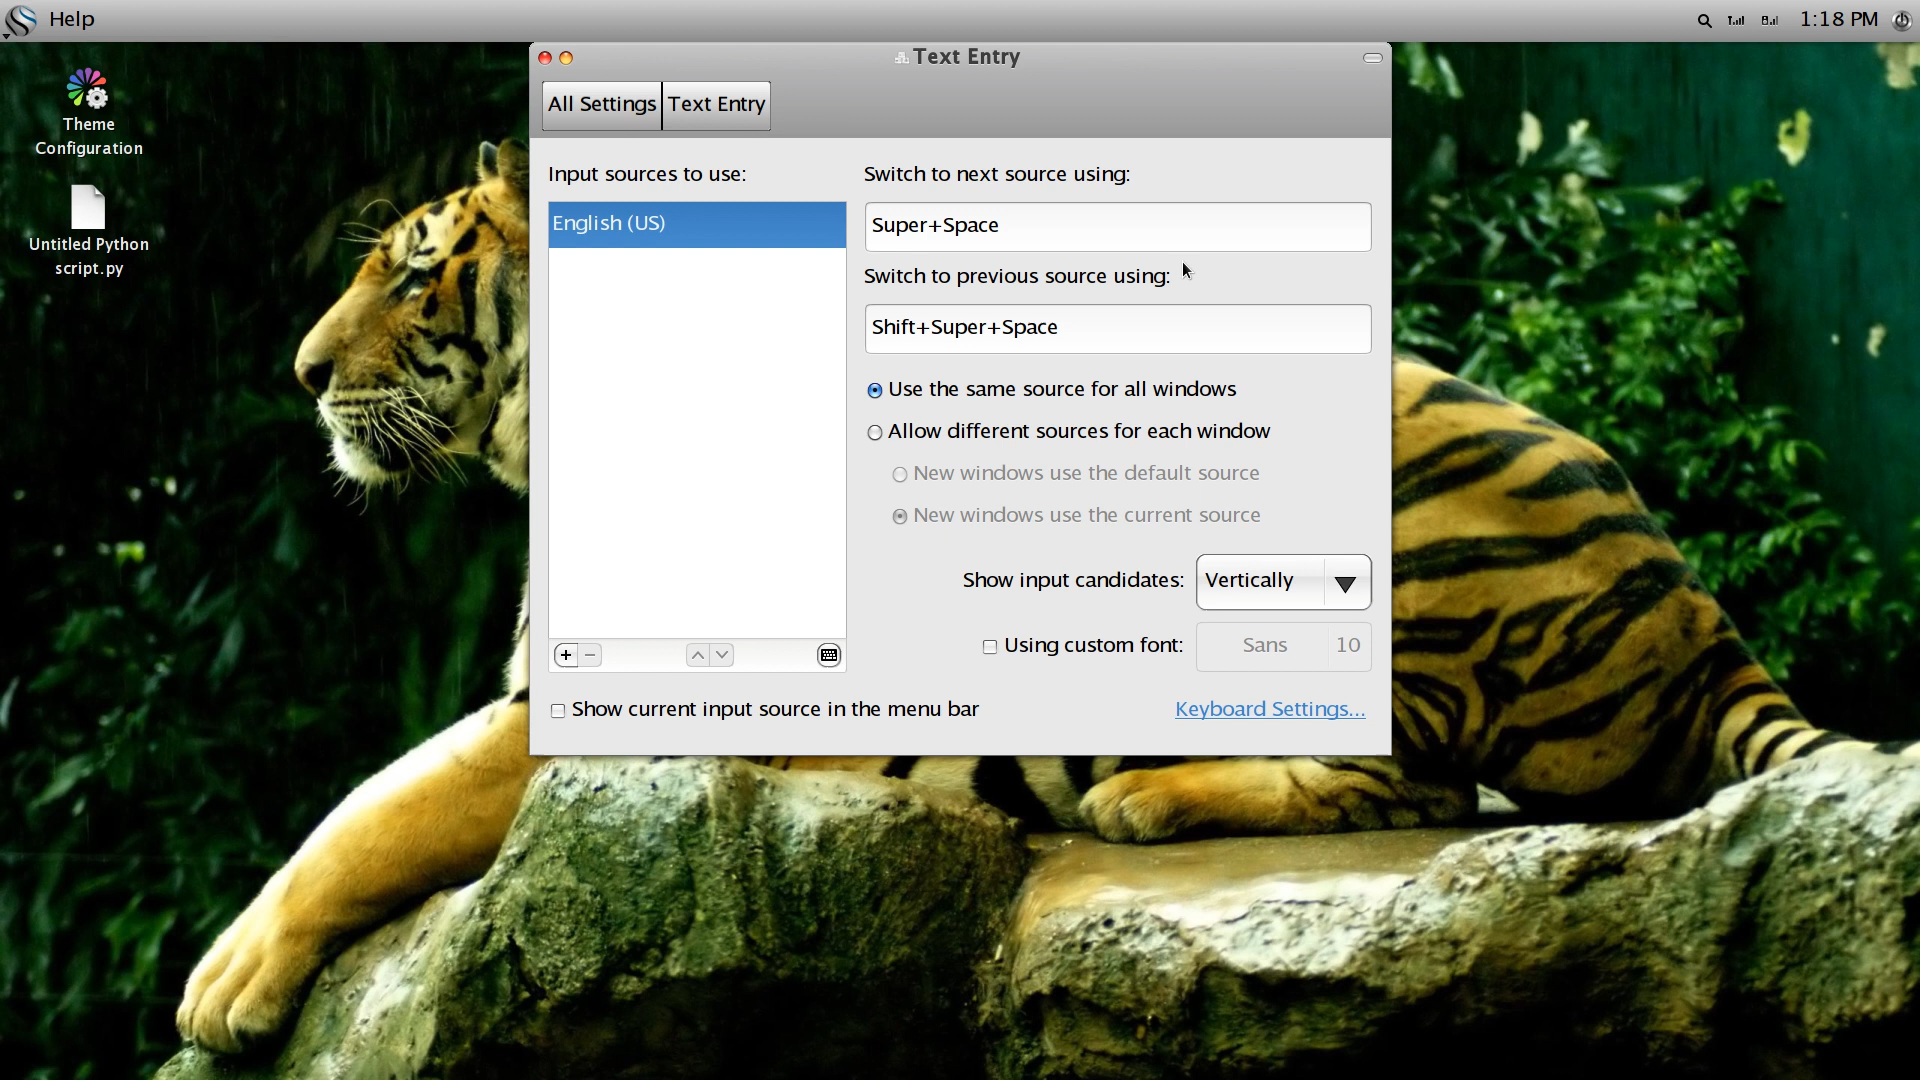 Help
1:18 PM
Theme
Configuration
Untitled Python
script.py
Text Entry
All Settings
Text Entry
Input sources to use:
English (US)
Switch to next source using:
Super+Space
Switch to previous source using:
Shift+Super+Space
Use the same source for all windows
Allow different sources for each window
New windows use the default source
New windows use the current source
Show input candidates:
Vertically
Using custom font:
Sans
10
Show current input source in the menu bar
Keyboard Settings...